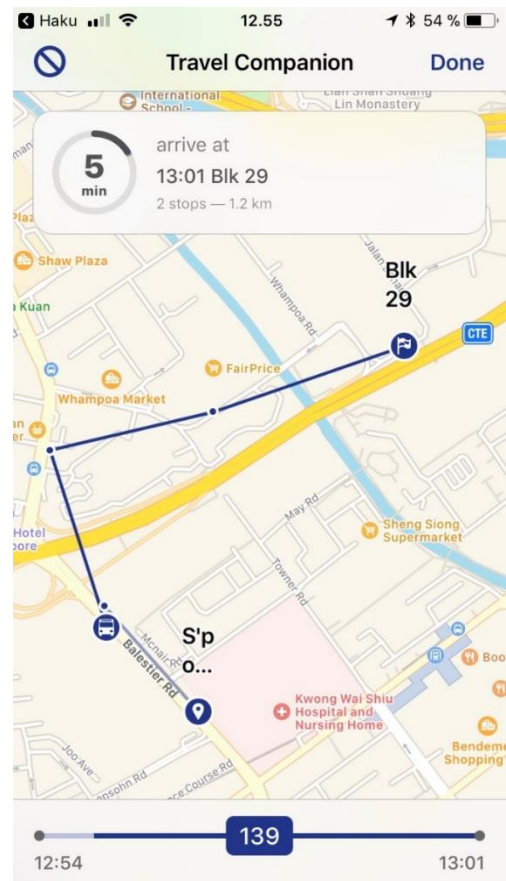 Haku
12.55
54 %
Travel Companion
Done
International
School -
Lian Shan Shuang
Lin Monastery
5
min
arrive at
13:01 Blk 29
2 stops — 1.2 km
Shaw Plaza
Blk
29
Whampoa Rd
CTE
Kuan
FairPrice
Whampoa Market
Hotel
May Rd
Sheng Siong
Supermarket
Towner Rd
S'p
o...
Mcnair Rd
Balestier Rd
Kwong Wai Shiu
Hospital and
Nursing Home
Boo
Bendeme
Shopping
Joo Ave
Race Course Rd
139
12:54
13:01